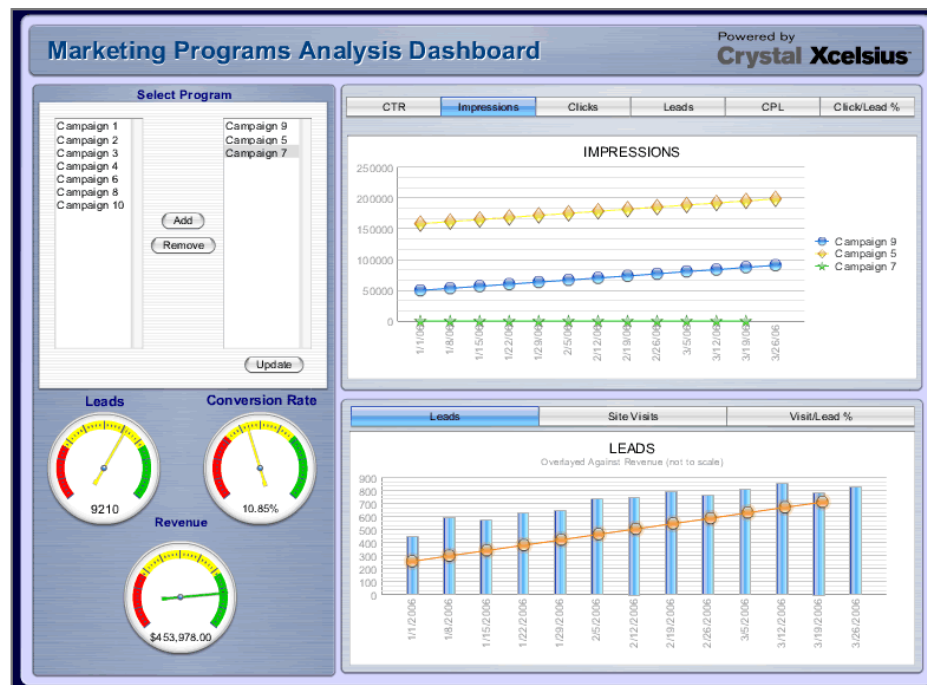 Marketing Programs Analysis Dashboard
Powered by
Crystal Xcelsius
Select Program
Campaign 1
Campaign 2
Campaign 3
Campaign 4
Campaign 6
Campaign 8
Campaign 10
Add
Remove
Campaign 9
Campaign 5
Campaign 7
Update
Leads
9210
Conversion Rate
10.85%
Revenue
$453,978.00
CTR
Impressions
Clicks
Leads
CPL
Click/Lead %
IMPRESSIONS
250000
200000
150000
100000
50000
0
1/1/06
1/8/06
1/15/06
1/22/06
1/29/06
2/5/06
2/12/06
2/19/06
2/26/06
3/5/06
3/12/06
3/19/06
3/26/06
Campaign 9
Campaign 5
Campaign 7
Leads
Site Visits
Visit/Lead %
LEADS
Overlayed Against Revenue (not to scale)
900
800
700
600
500
400
300
200
100
0
1/1/2006
1/8/2006
1/15/2006
1/22/2006
1/29/2006
2/5/2006
2/12/2006
2/19/2006
2/26/2006
3/5/2006
3/12/2006
3/19/2006
3/26/2006